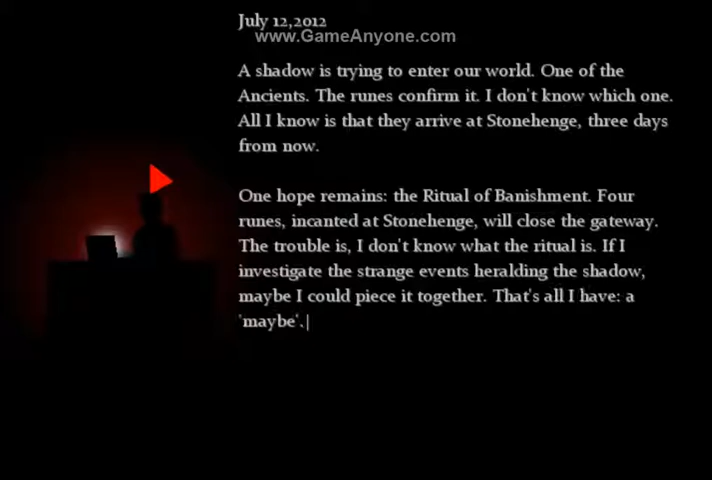 July 12,2012
www.GameAnyone.com
A shadow is trying to enter our world. One of the
Ancients. The runes confirm it. I don't know which one.
All I know is that they arrive at Stonehenge, three days
from now.
One hope remains: the Ritual of Banishment. Four
runes, incanted at Stonehenge, will close the gateway.
The trouble is, I don't know what the ritual is. If I
investigate the strange events heralding the shadow,
maybe I could piece it together. That's all I have: a
'maybe'.|